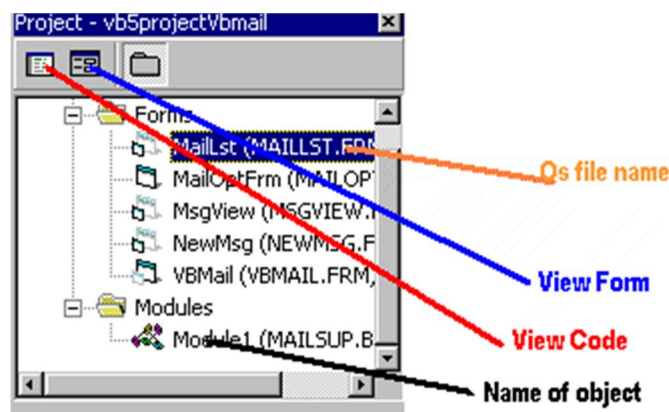 Project - vb5projectVbmail
Forms
MailLst (MAILLST.FRM
MailOptFrm (MAILOP
MsgView (MSGVIEW.
NewMsg (NEWMSG.F
VBMail (VBMAIL.FRM,
Modules
Module1 (MAILSUP.B
Os file name
View Form
View Code
Name of object